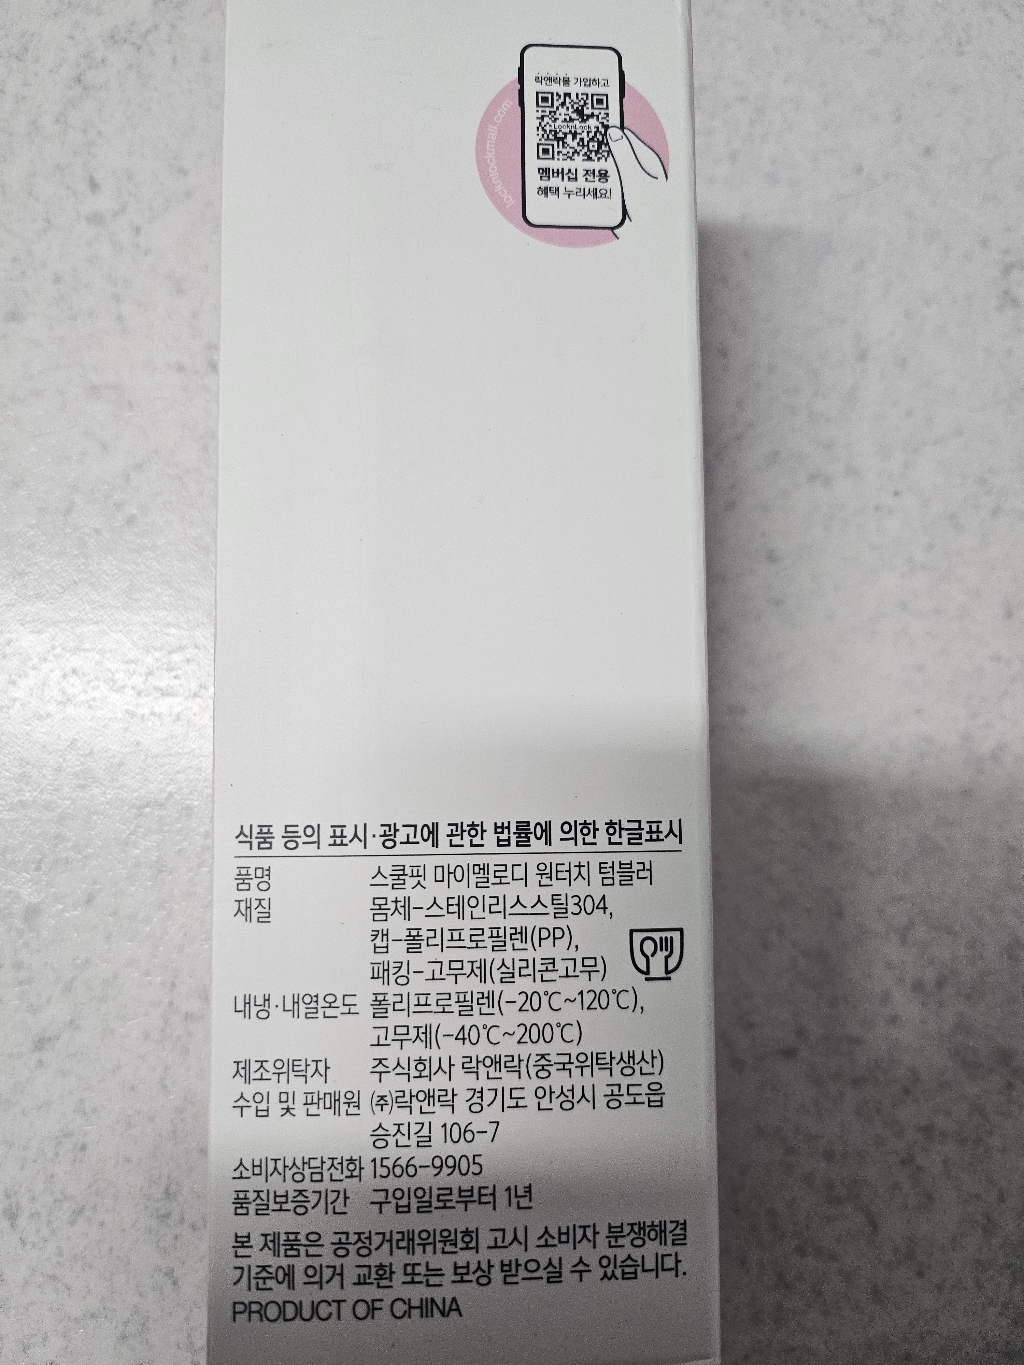 락앤락몰 가입하고
LocknLock
멤버십 전용
혜택 누리세요!
locknlockmall.com
식품 등의 표시·광고에 관한 법률에 의한 한글표시
품명 스쿨핏 마이멜로디 원터치 텀블러
재질 몸체-스테인리스스틸304,
캡-폴리프로필렌(PP),
패킹-고무제(실리콘고무)
내냉·내열온도 폴리프로필렌(-20℃~120℃),
고무제(-40℃~200℃)
제조위탁자 주식회사 락앤락(중국위탁생산)
수입 및 판매원 ㈜락앤락 경기도 안성시 공도읍
승진길 106-7
소비자상담전화 1566-9905
품질보증기간 구입일로부터 1년
본 제품은 공정거래위원회 고시 소비자 분쟁해결
기준에 의거 교환 또는 보상 받으실 수 있습니다.
PRODUCT OF CHINA